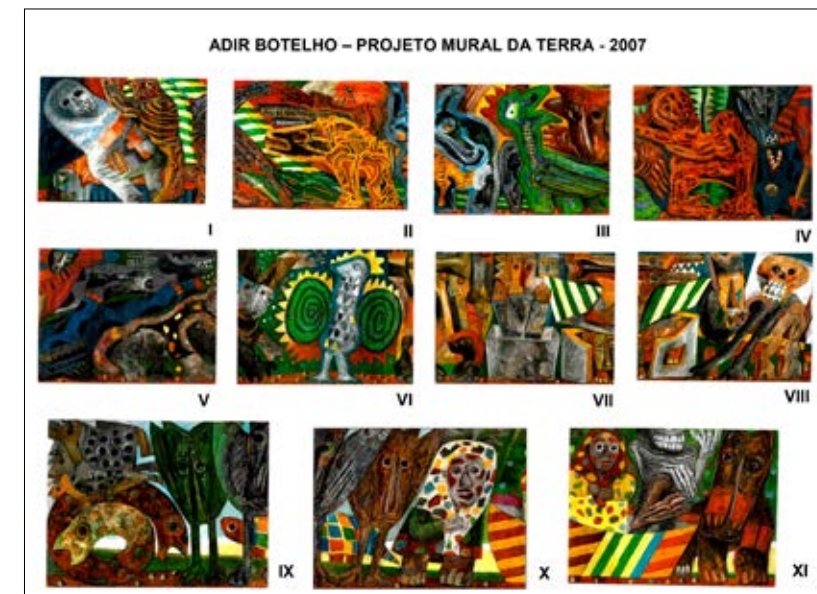 ADIR BOTELHO – PROJETO MURAL DA TERRA - 2007
I
II
III
IV
V
VI
VII
VIII
IX
X
XI